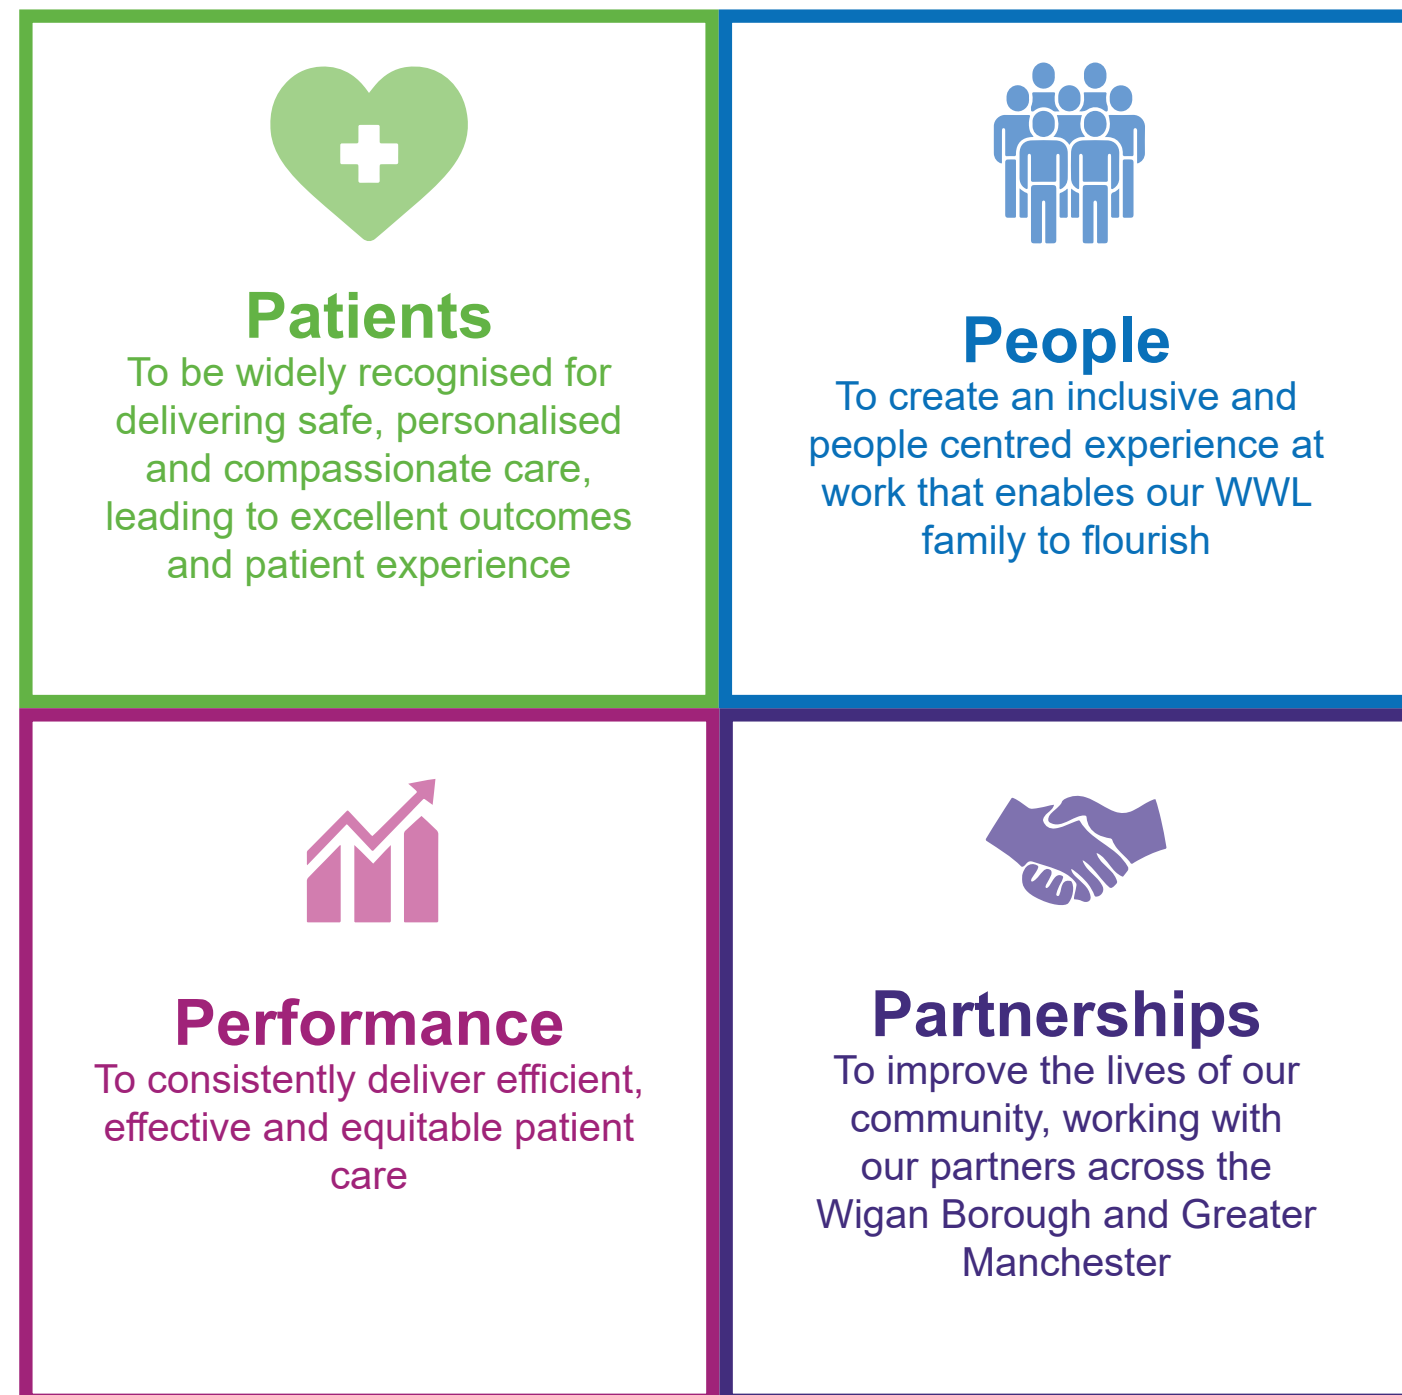 Patients
To be widely recognised for
delivering safe, personalised
and compassionate care,
leading to excellent outcomes
and patient experience
People
To create an inclusive and
people centred experience at
work that enables our WWL
family to flourish
Performance
To consistently deliver efficient,
effective and equitable patient
care
Partnerships
To improve the lives of our
community, working with
our partners across the
Wigan Borough and Greater
Manchester